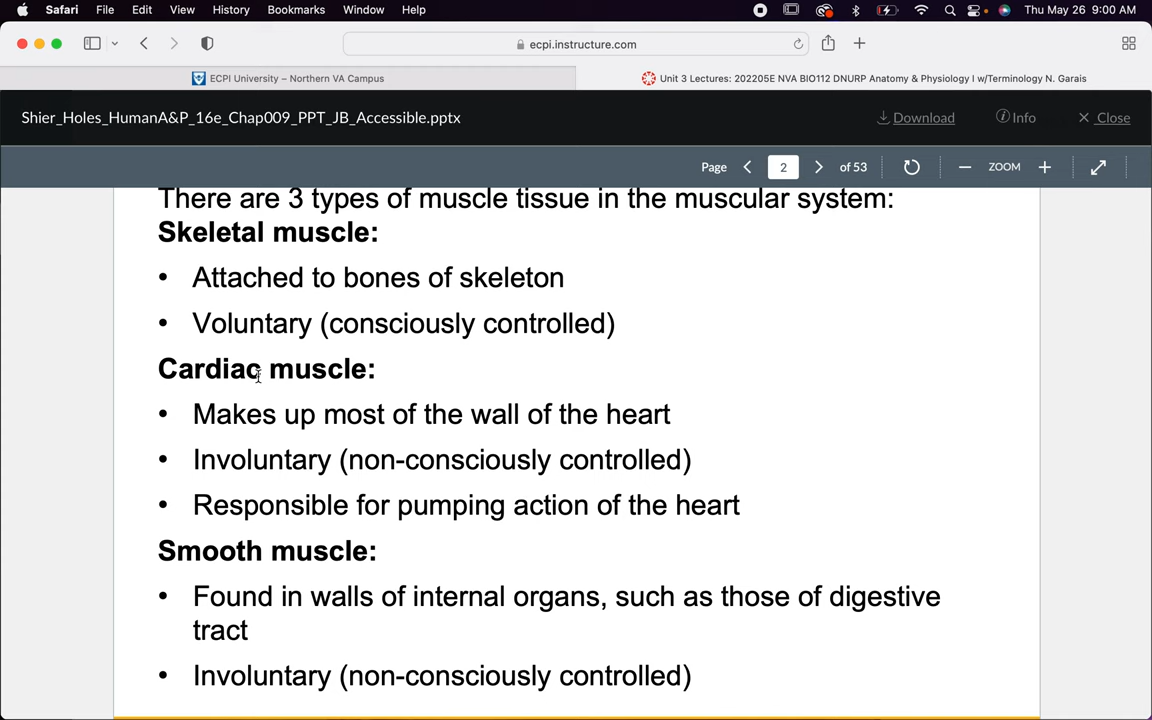 Safari File Edit View History Bookmarks Window Help Thu May 26 9:00 AM
ecpi.instructure.com
ECPI University – Northern VA Campus Unit 3 Lectures: 202205E NVA BIO112 DNURP Anatomy & Physiology I w/Terminology N. Garais
Shier_Holes_HumanA&P_16e_Chap009_PPT_JB_Accessible.pptx Download Info Close
Page 2 of 53 ZOOM
There are 3 types of muscle tissue in the muscular system:
Skeletal muscle:
• Attached to bones of skeleton
• Voluntary (consciously controlled)
Cardiac muscle:
• Makes up most of the wall of the heart
• Involuntary (non-consciously controlled)
• Responsible for pumping action of the heart
Smooth muscle:
• Found in walls of internal organs, such as those of digestive
tract
• Involuntary (non-consciously controlled)